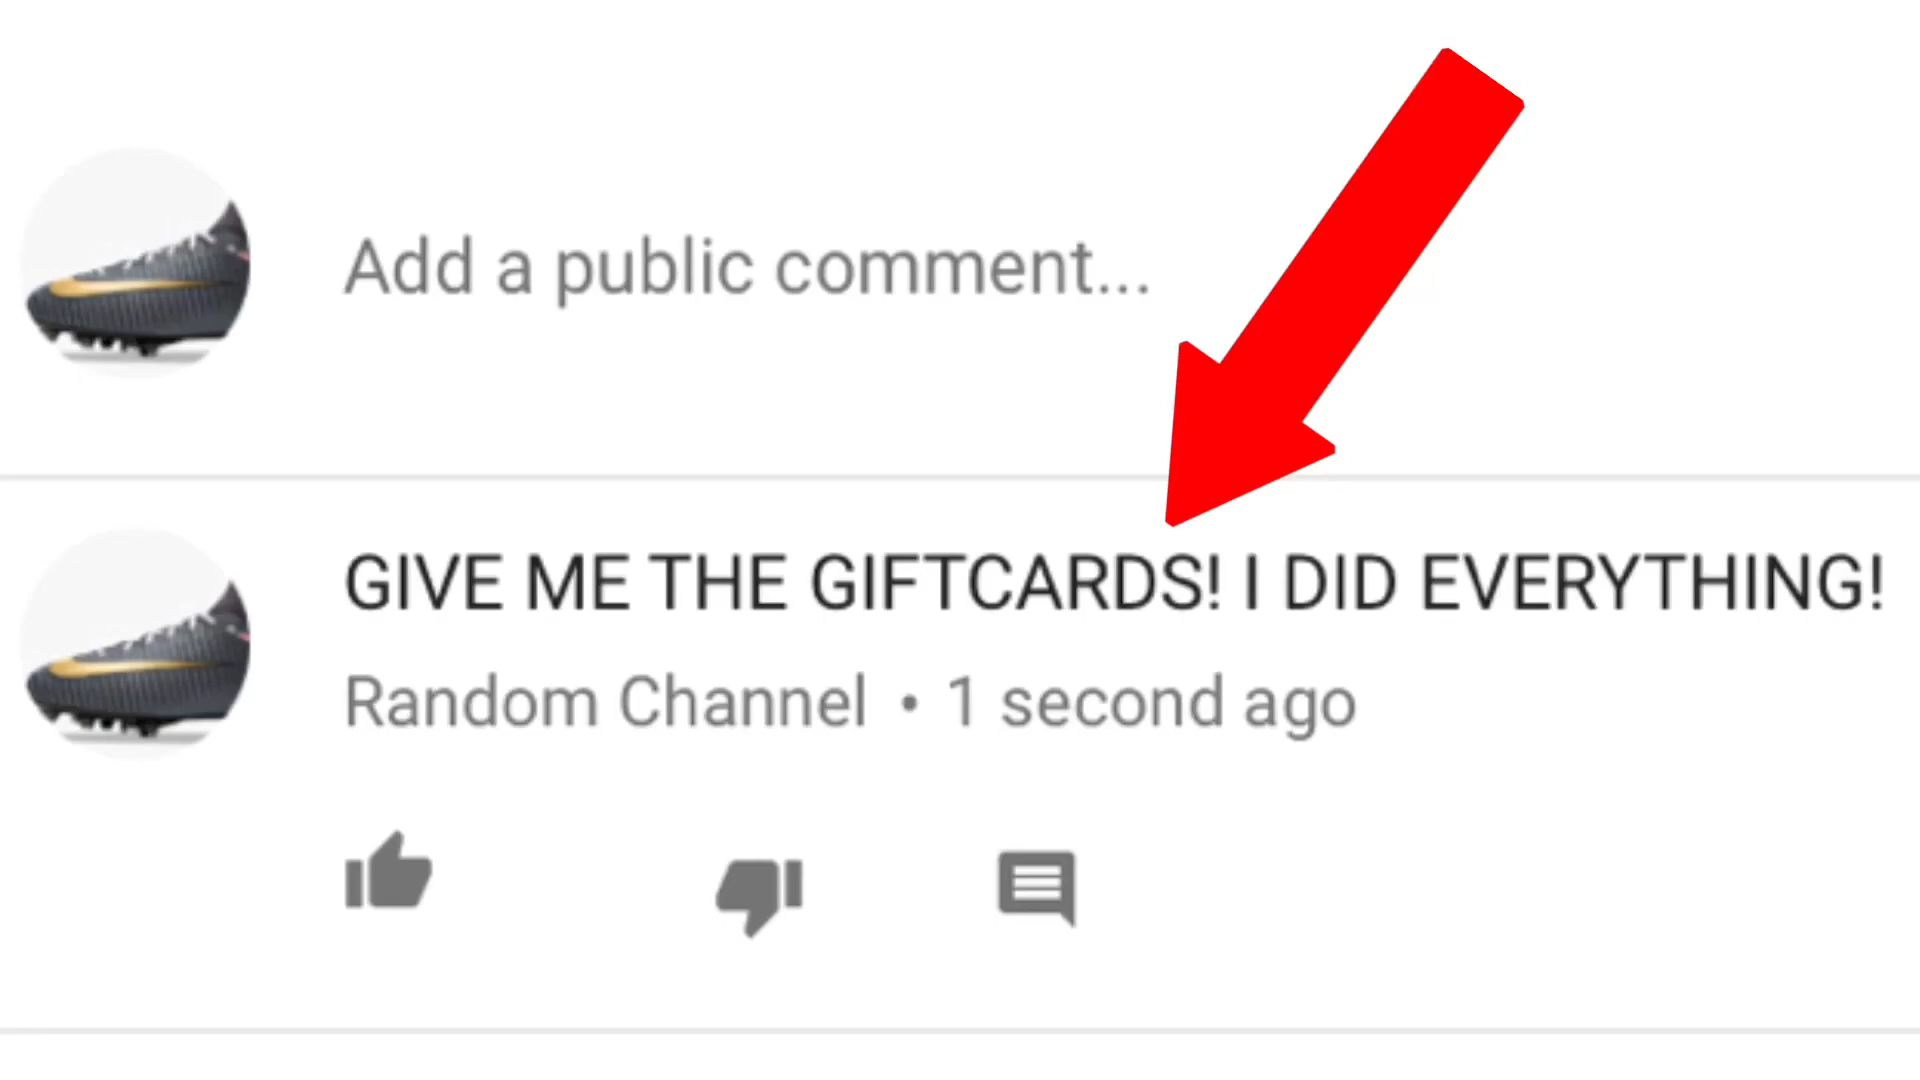 Add a public comment...
GIVE ME THE GIFTCARDS! I DID EVERYTHING!
Random Channel • 1 second ago